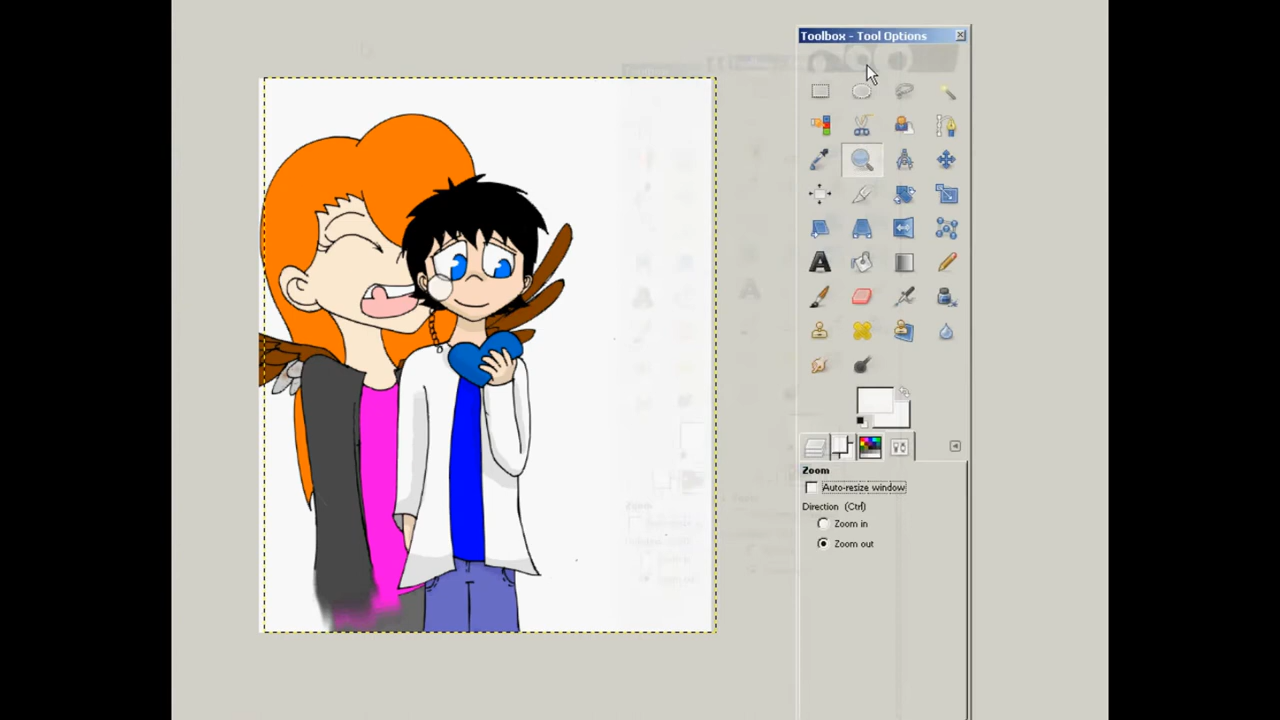 Toolbox - Tool Options
Zoom
Auto-resize window
Direction (Ctrl)
Zoom in
Zoom out